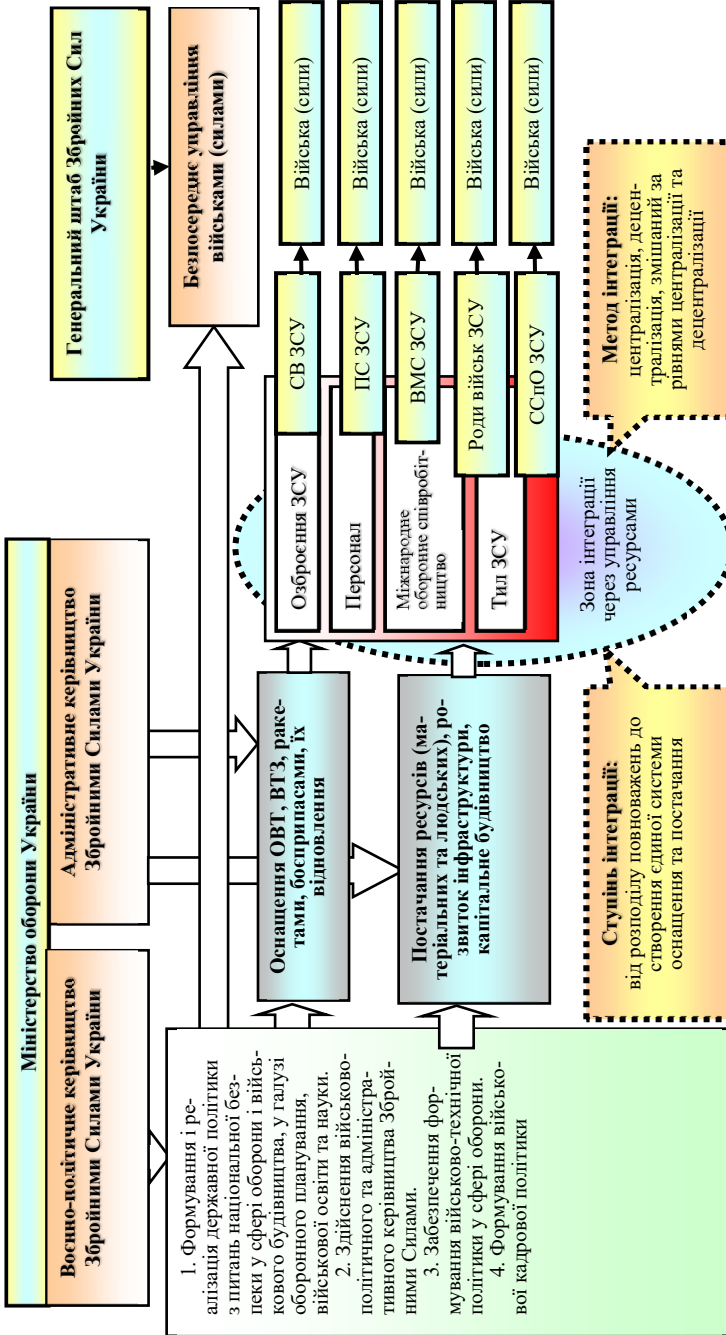 Міністерство оборони України
Воєнно-політичне керівництво
Збройними Силами України
Адміністративне керівництво
Збройними Силами України
Генеральний штаб Збройних Сил
України
Безпосереднє управління
військами (силами)
1. Формування і ре-
алізація державної політики
з питань національної без-
пеки у сфері оборони і війсь-
кового будівництва, у галузі
оборонного планування,
військової освіти та науки.
2. Здійснення військово-
політичного та адміністра-
тивного керівництва Зброй-
ними Силами.
3. Забезпечення фор-
мування військово-технічної
політики у сфері оборони.
4. Формування військо-
вої кадрової політики
Оснащення ОВТ, ВТЗ, раке-
тами, боєприпасами, їх
відновлення
Постачання ресурсів (ма-
теріальних та людських), ро-
звиток інфраструктури,
капітальне будівництво
Озброєння ЗСУ
Персонал
Міжнародне
оборонне співробіт-
ництво
Тил ЗСУ
СВ ЗСУ
ПС ЗСУ
ВМС ЗСУ
Роди військ ЗСУ
ССпО ЗСУ
Війська (сили)
Війська (сили)
Війська (сили)
Війська (сили)
Війська (сили)
Зона інтеграції
через управління
ресурсами
Ступінь інтеграції:
від розподілу повноважень до
створення єдиної системи
оснащення та постачання
Метод інтеграції:
централізація, децен-
тралізація, змішаний за
рівнями централізації та
децентралізації